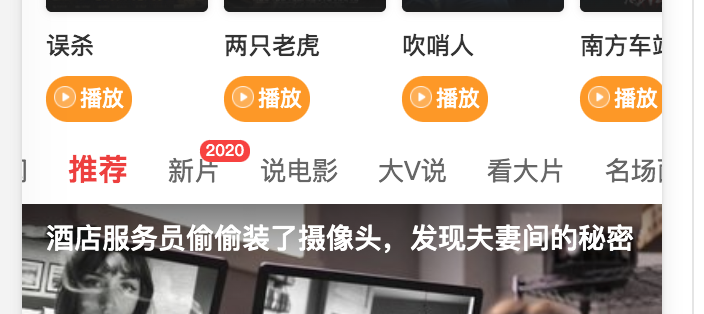 误杀
两只老虎
吹哨人
南方车站
播放
播放
播放
播放
2020
推荐
新片
说电影
大V说
看大片
名场
酒店服务员偷偷装了摄像头，发现夫妻间的秘密